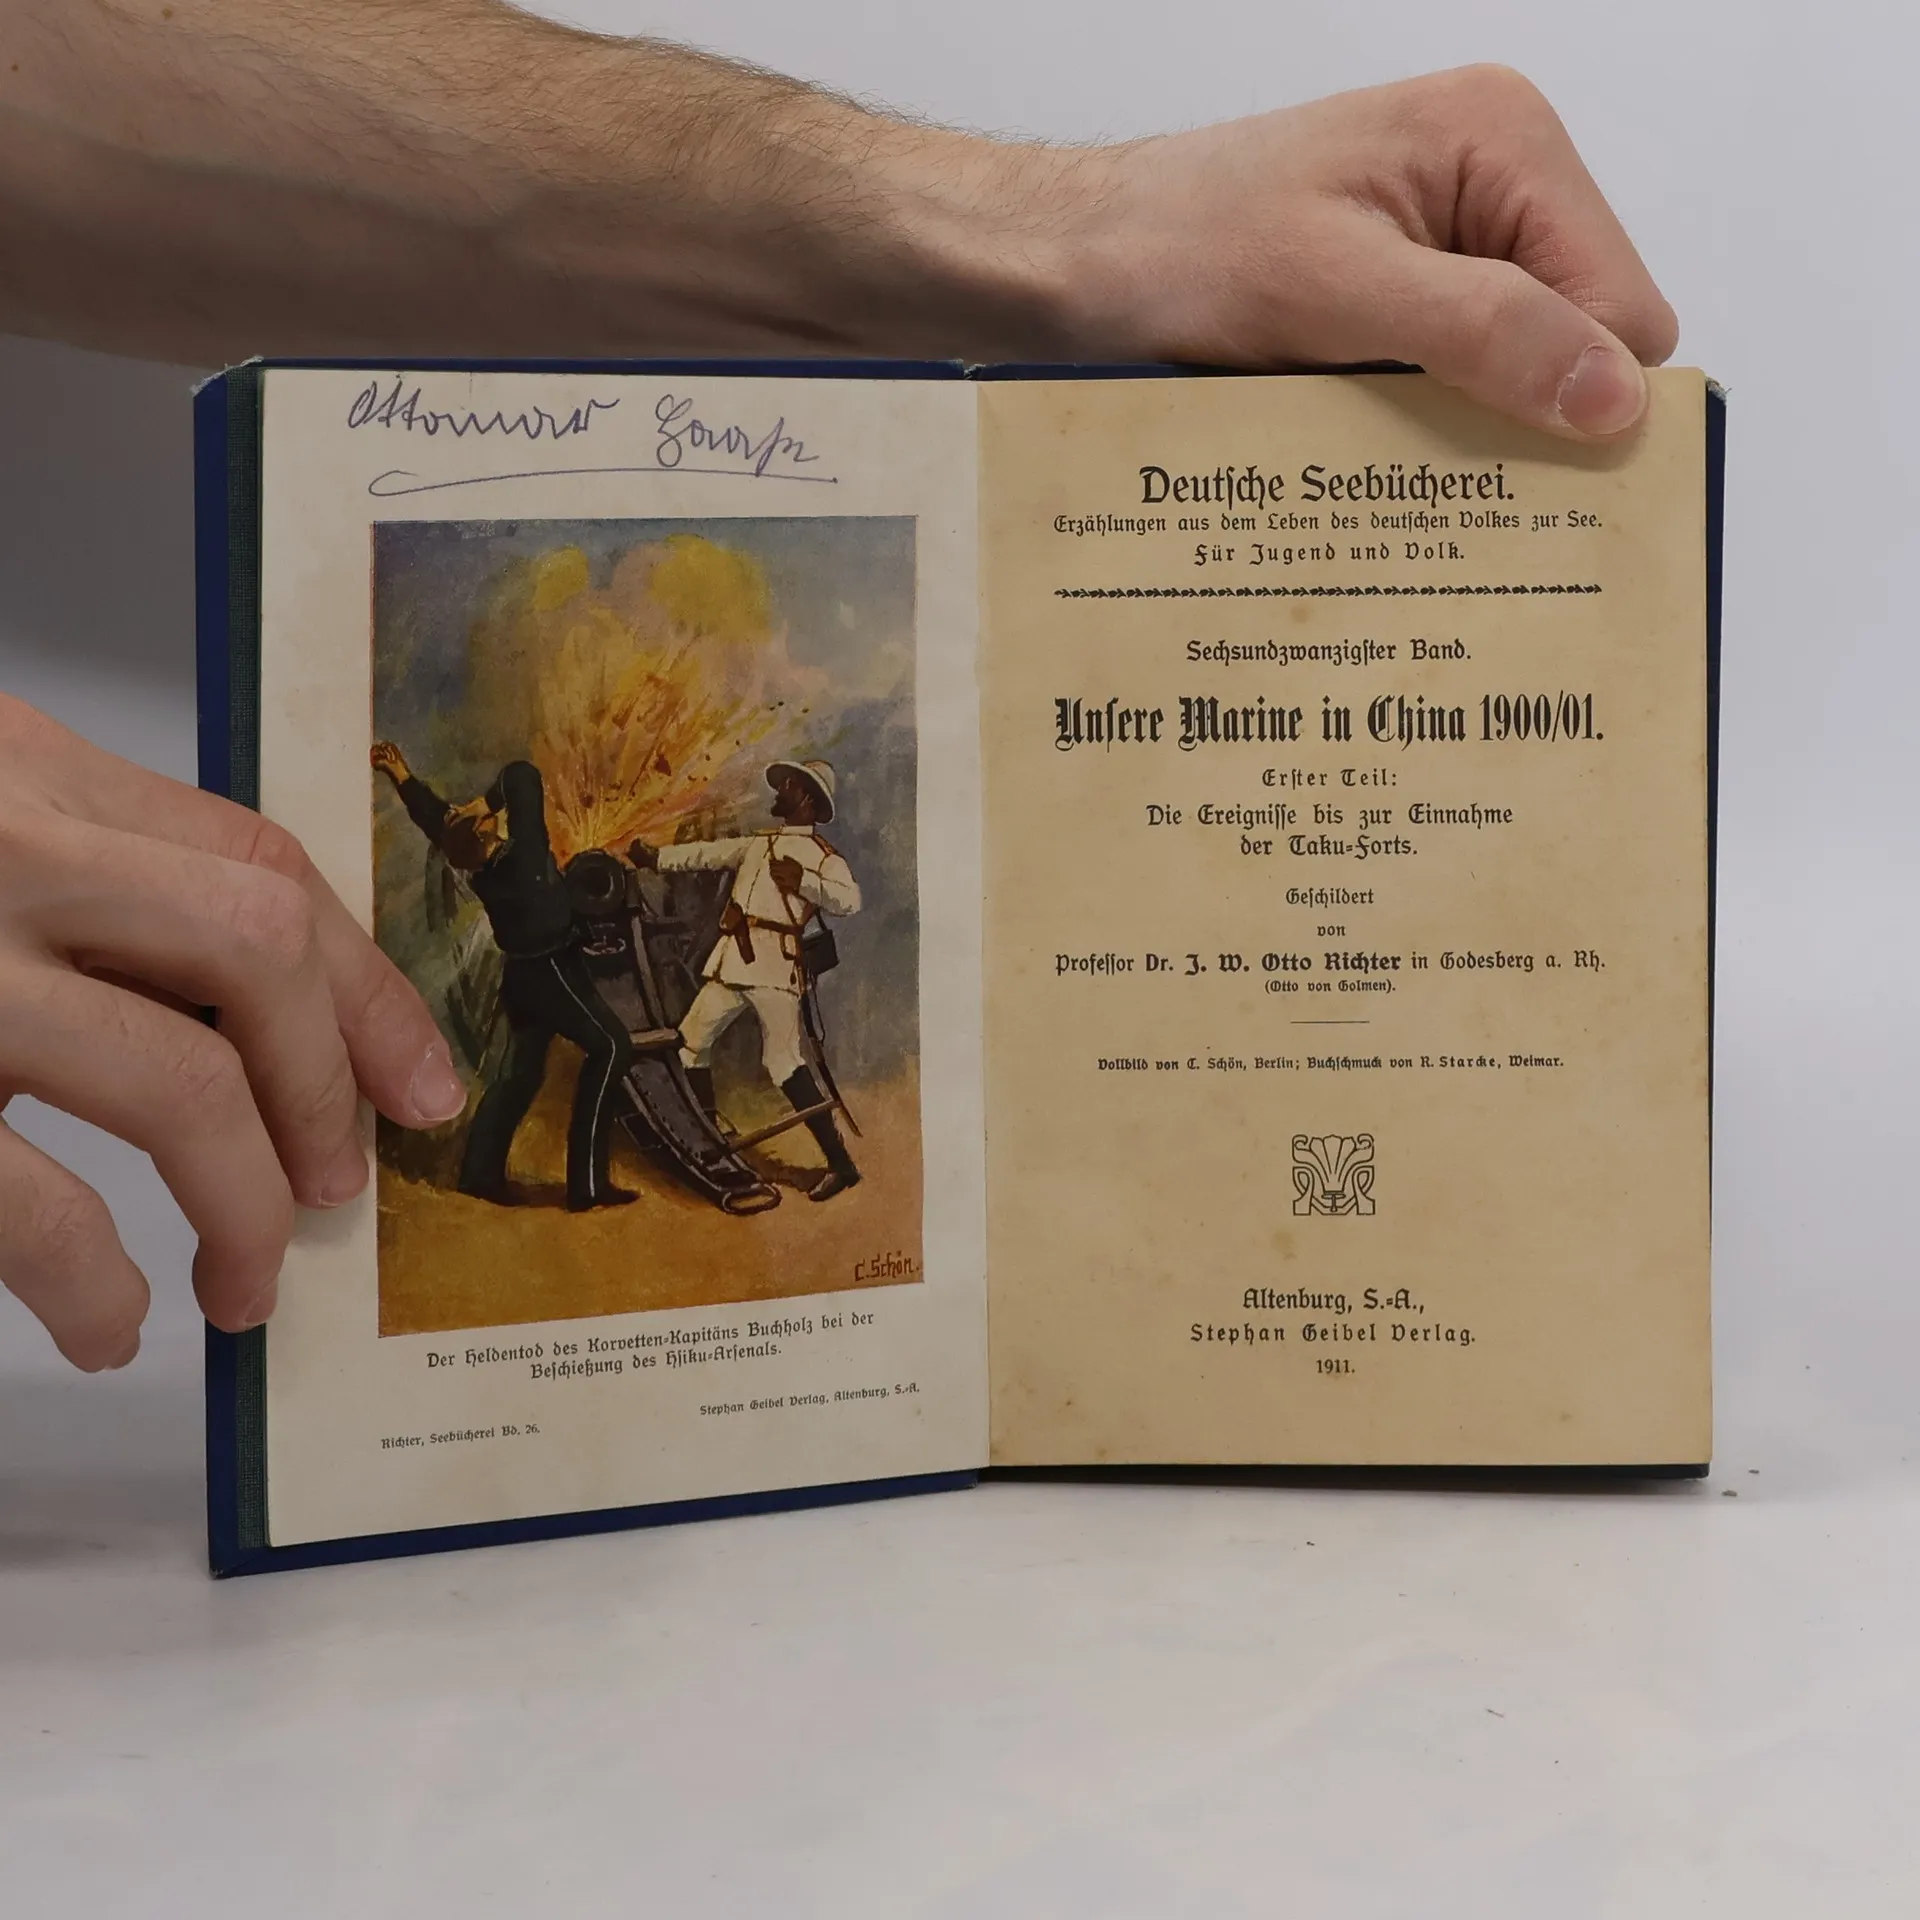 Ottomar Haase
C. Schön.
Der Heldentod des Korvetten-Kapitäns Buchholz bei der
Beschießung des Hsiku-Arsenals.
Stephan Geibel Verlag, Altenburg, S.-A.
Richter, Seebücherei Bd. 26.
Deutsche Seebücherei.
Erzählungen aus dem Leben des deutschen Volkes zur See.
Für Jugend und Volk.
Sechsundzwanzigster Band.
Unsere Marine in China 1900/01.
Erster Teil:
Die Ereignisse bis zur Einnahme
der Taku-Forts.
Geschildert
von
Professor Dr. J. W. Otto Richter in Godesberg a. Rh.
(Otto von Golmen).
Vollbild von C. Schön, Berlin; Buchschmuck von R. Starcke, Weimar.
Altenburg, S.-A.,
Stephan Geibel Verlag.
1911.